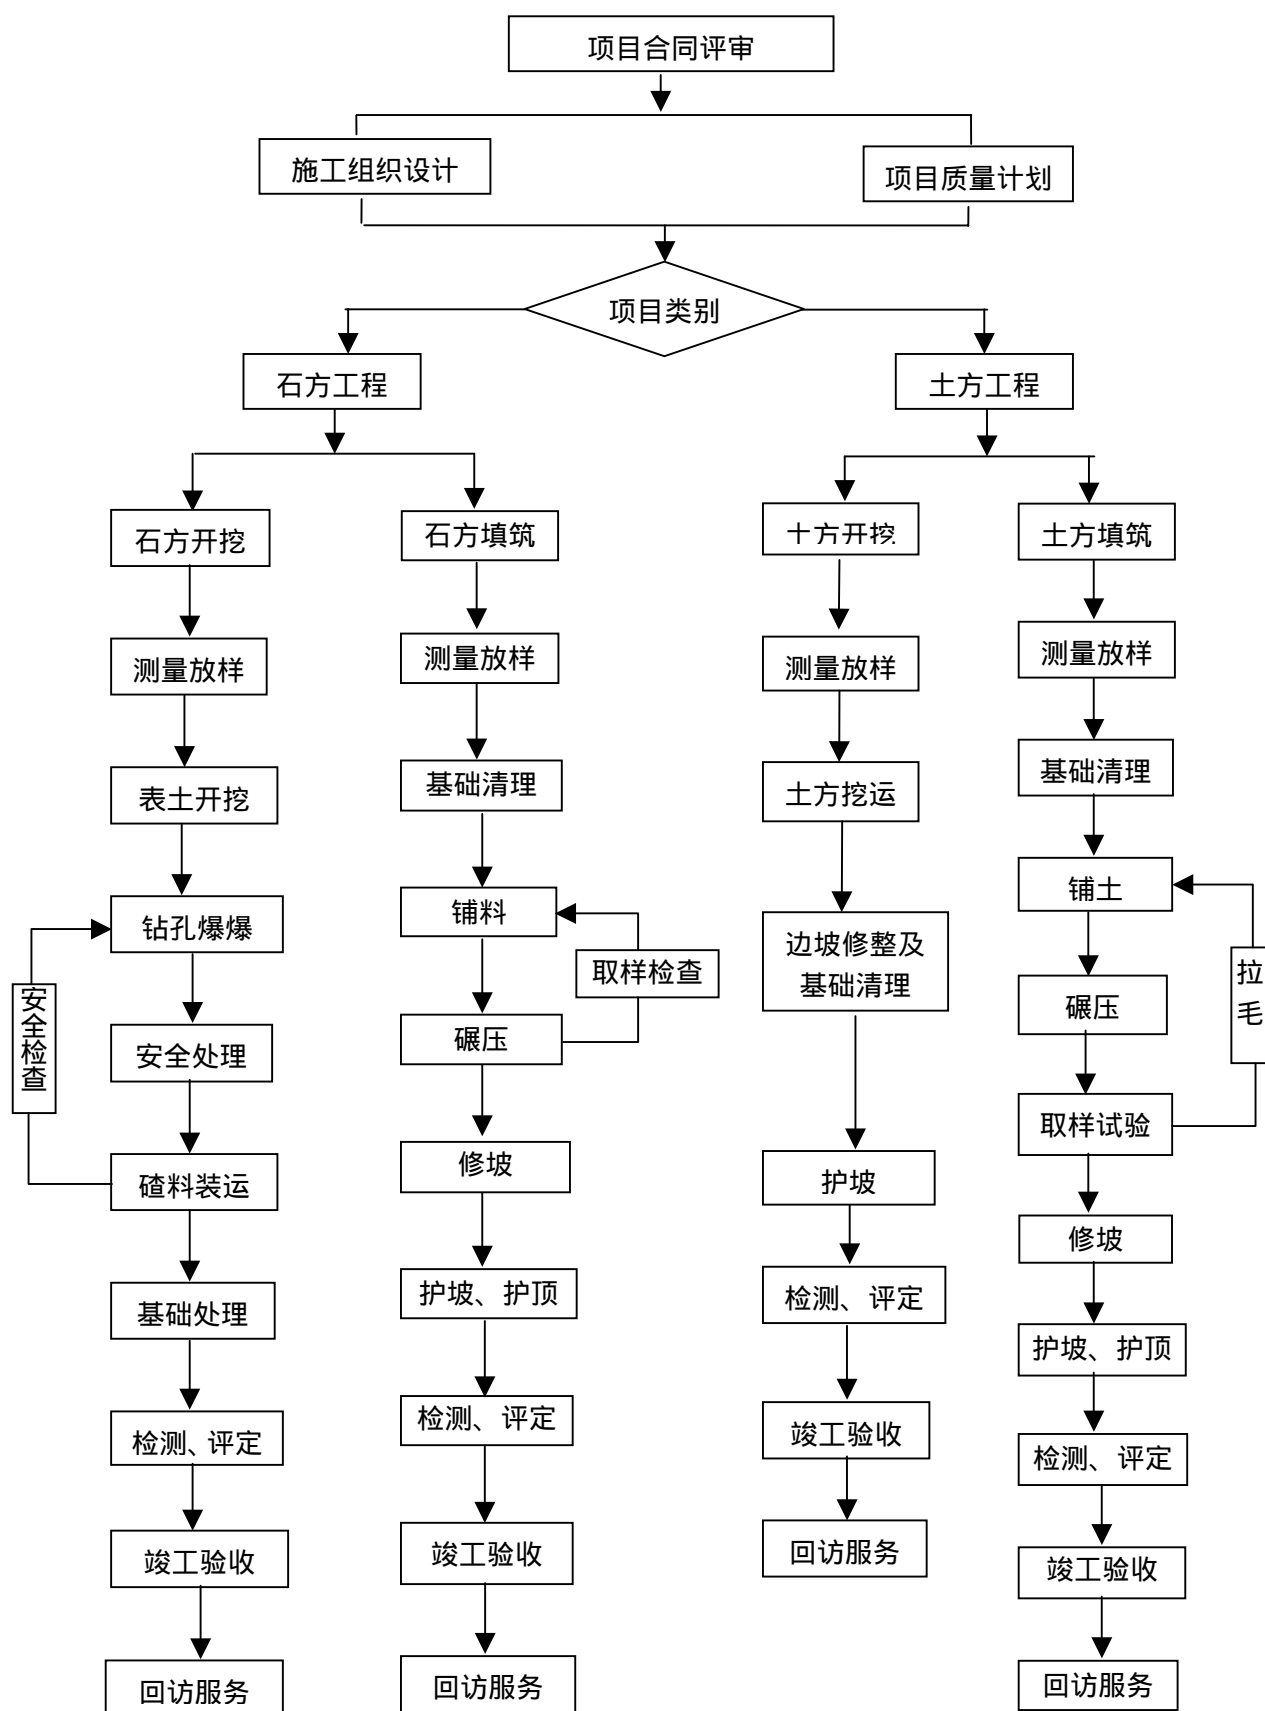 项目合同评审
施工组织设计
项目质量计划
项目类别
石方工程
土方工程
石方开挖
测量放样
表土开挖
钻孔爆爆
安全处理
碴料装运
安全检查
基础处理
检测、评定
竣工验收
回访服务
石方填筑
测量放样
基础清理
铺料
碾压
取样检查
修坡
护坡、护顶
检测、评定
竣工验收
回访服务
土方开挖
测量放样
土方挖运
边坡修整及
基础清理
护坡
检测、评定
竣工验收
回访服务
土方填筑
测量放样
基础清理
铺土
碾压
取样试验
拉
毛
修坡
护坡、护顶
检测、评定
竣工验收
回访服务